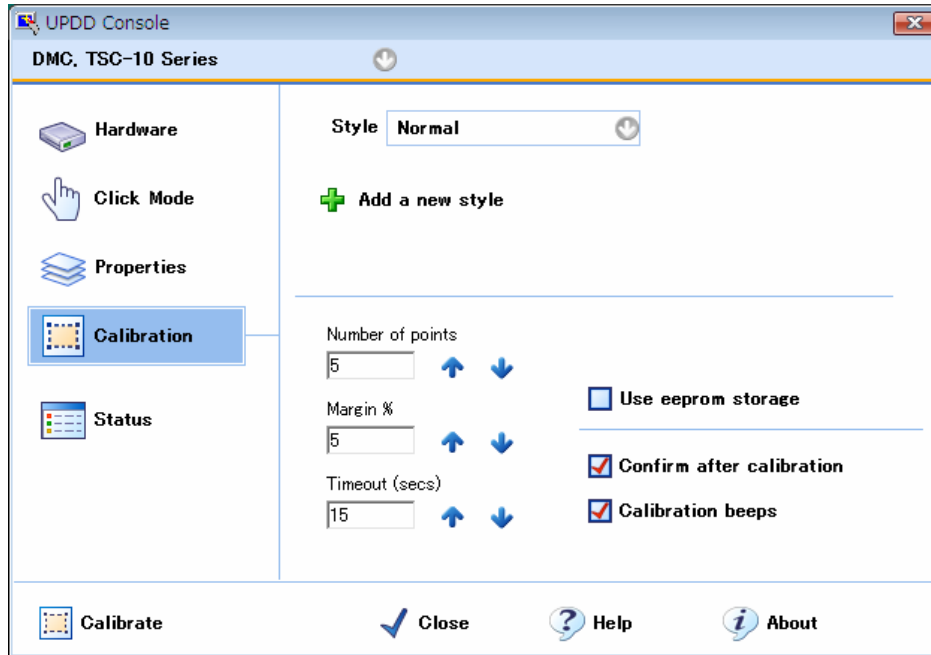 UPDD Console
DMC, TSC-10 Series
Hardware
Click Mode
Properties
Calibration
Status
Style Normal
Add a new style
Number of points
5
Margin %
5
Timeout (secs)
15
Use eeprom storage
Confirm after calibration
Calibration beeps
Calibrate Close Help About